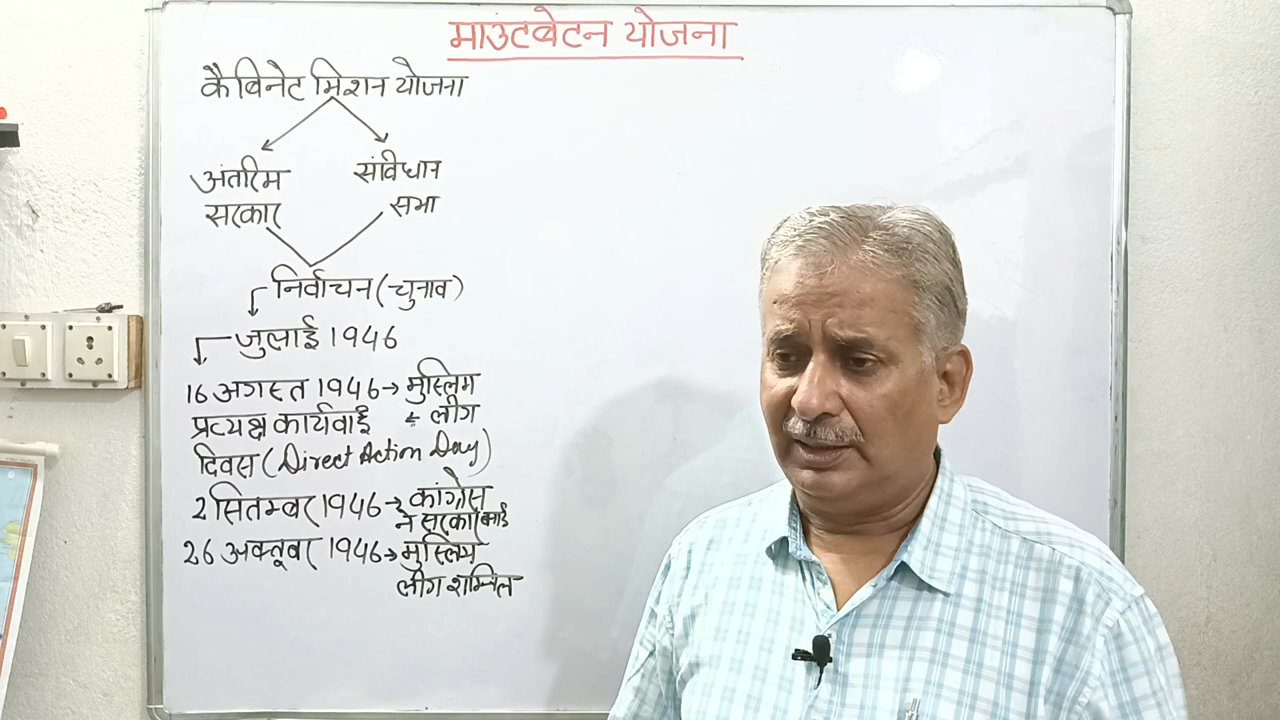 माउंटबेटन योजना
कैबिनेट मिशन योजना
अंतरिम संविधान
सरकार सभा
निर्वाचन (चुनाव)
जुलाई 1946
16 अगस्त 1946 → मुस्लिम
प्रत्यक्ष कार्यवाई ← लीग
दिवस (Direct Action Day)
2 सितम्बर 1946 → कांग्रेस
ने सरकार बनाई
26 अक्तूबर 1946 → मुस्लिम
लीग शामिल